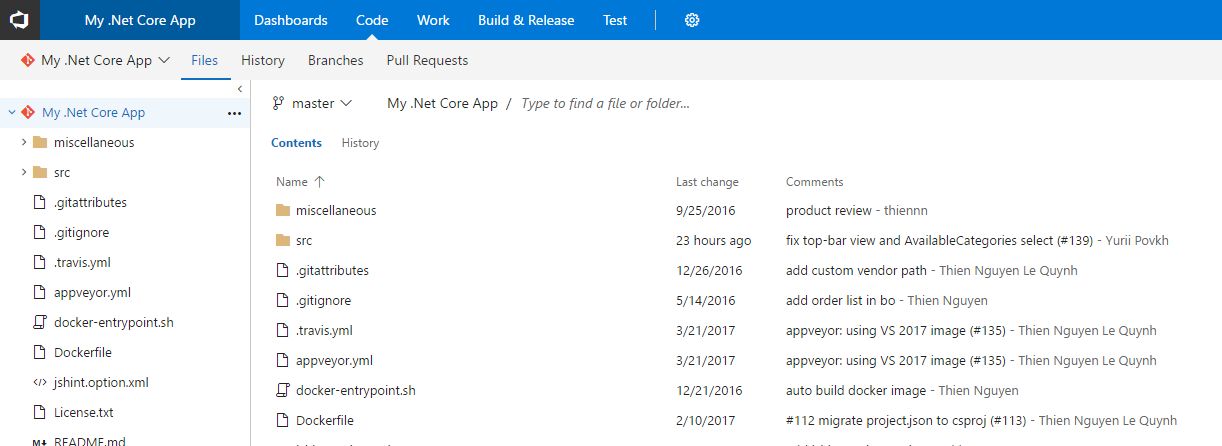 My .Net Core App Dashboards Code Work Build & Release Test
My .Net Core App Files History Branches Pull Requests
My .Net Core App
miscellaneous
src
.gitattributes
.gitignore
.travis.yml
appveyor.yml
docker-entrypoint.sh
Dockerfile
jshint.option.xml
License.txt
README.md
master My .Net Core App / Type to find a file or folder...
Contents History
Name Last change Comments
miscellaneous 9/25/2016 product review - thiennn
src 23 hours ago fix top-bar view and AvailableCategories select (#139) - Yurii Povkh
.gitattributes 12/26/2016 add custom vendor path - Thien Nguyen Le Quynh
.gitignore 5/14/2016 add order list in bo - Thien Nguyen
.travis.yml 3/21/2017 appveyor: using VS 2017 image (#135) - Thien Nguyen Le Quynh
appveyor.yml 3/21/2017 appveyor: using VS 2017 image (#135) - Thien Nguyen Le Quynh
docker-entrypoint.sh 12/21/2016 auto build docker image - Thien Nguyen
Dockerfile 2/10/2017 #112 migrate project.json to csproj (#113) - Thien Nguyen Le Quynh